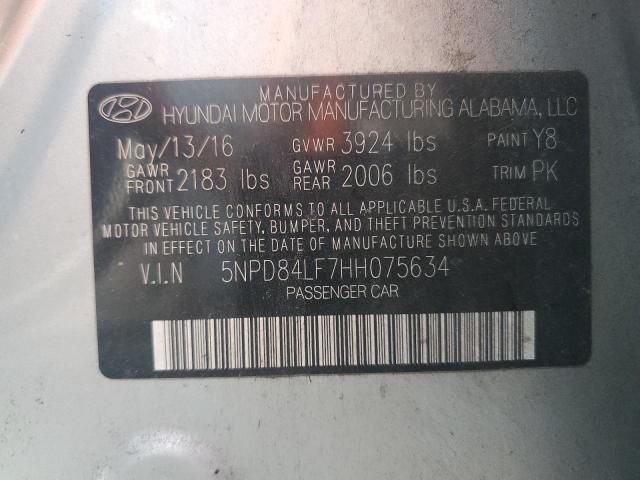 MANUFACTURED BY
HYUNDAI MOTOR MANUFACTURING ALABAMA, LLC
May/13/16 GVWR 3924 lbs PAINT Y8
GAWR FRONT 2183 lbs GAWR REAR 2006 lbs TRIM PK
THIS VEHICLE CONFORMS TO ALL APPLICABLE U.S.A. FEDERAL
MOTOR VEHICLE SAFETY, BUMPER, AND THEFT PREVENTION STANDARDS
IN EFFECT ON THE DATE OF MANUFACTURE SHOWN ABOVE.
V.I.N 5NPD84LF7HH075634
PASSENGER CAR